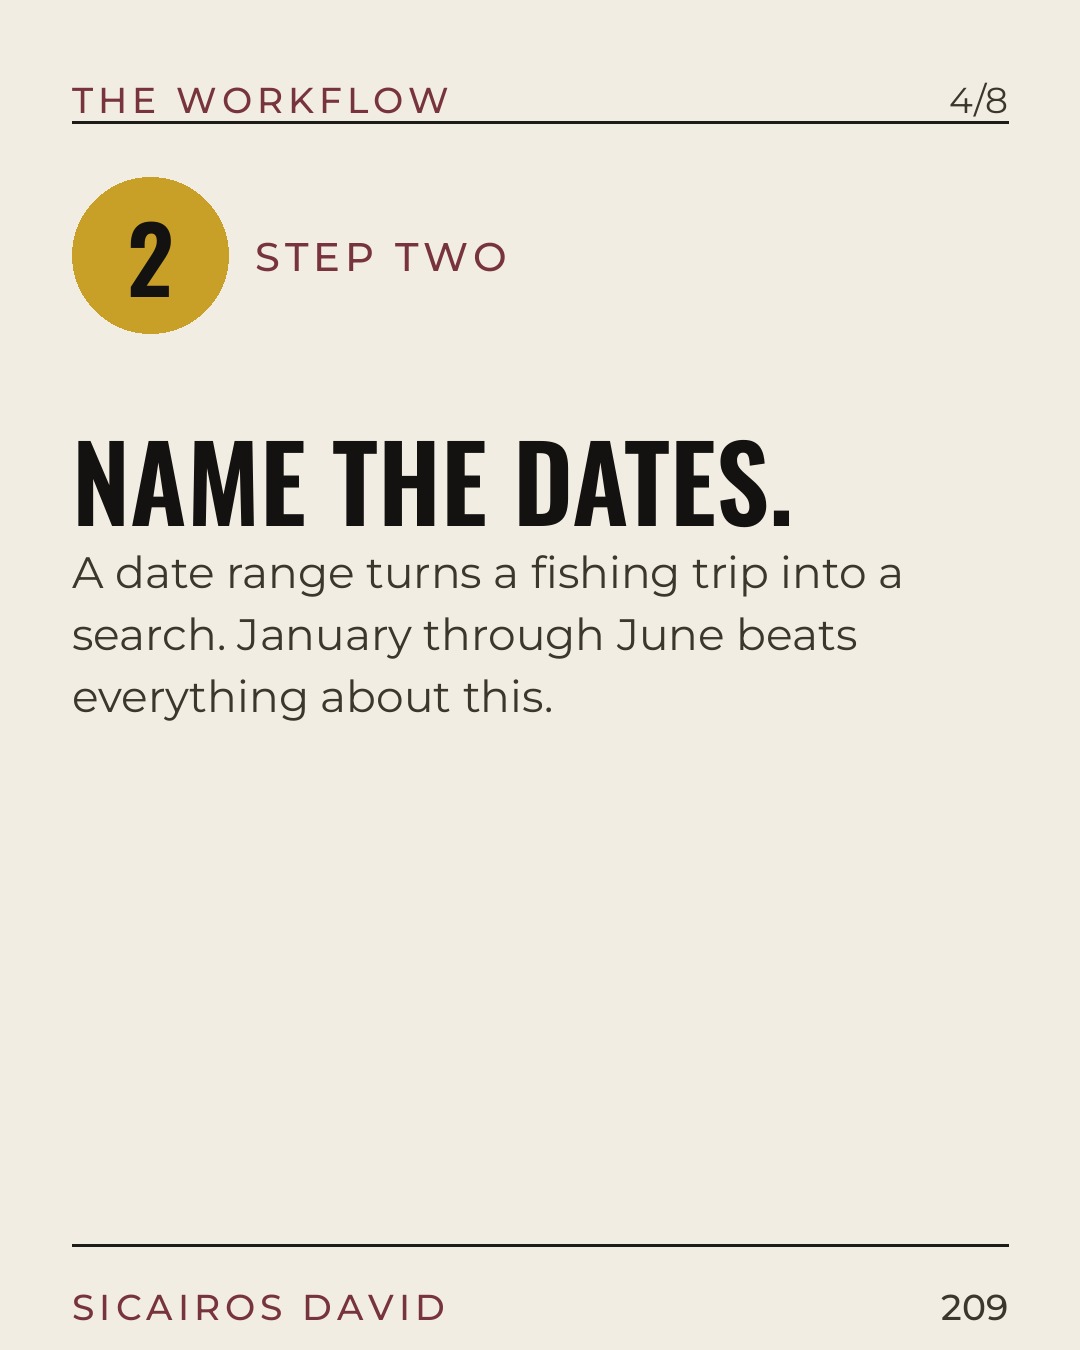 THE WORKFLOW 4/8
2 STEP TWO
NAME THE DATES.
A date range turns a fishing trip into a
search. January through June beats
everything about this.
SICAIROS DAVID 209